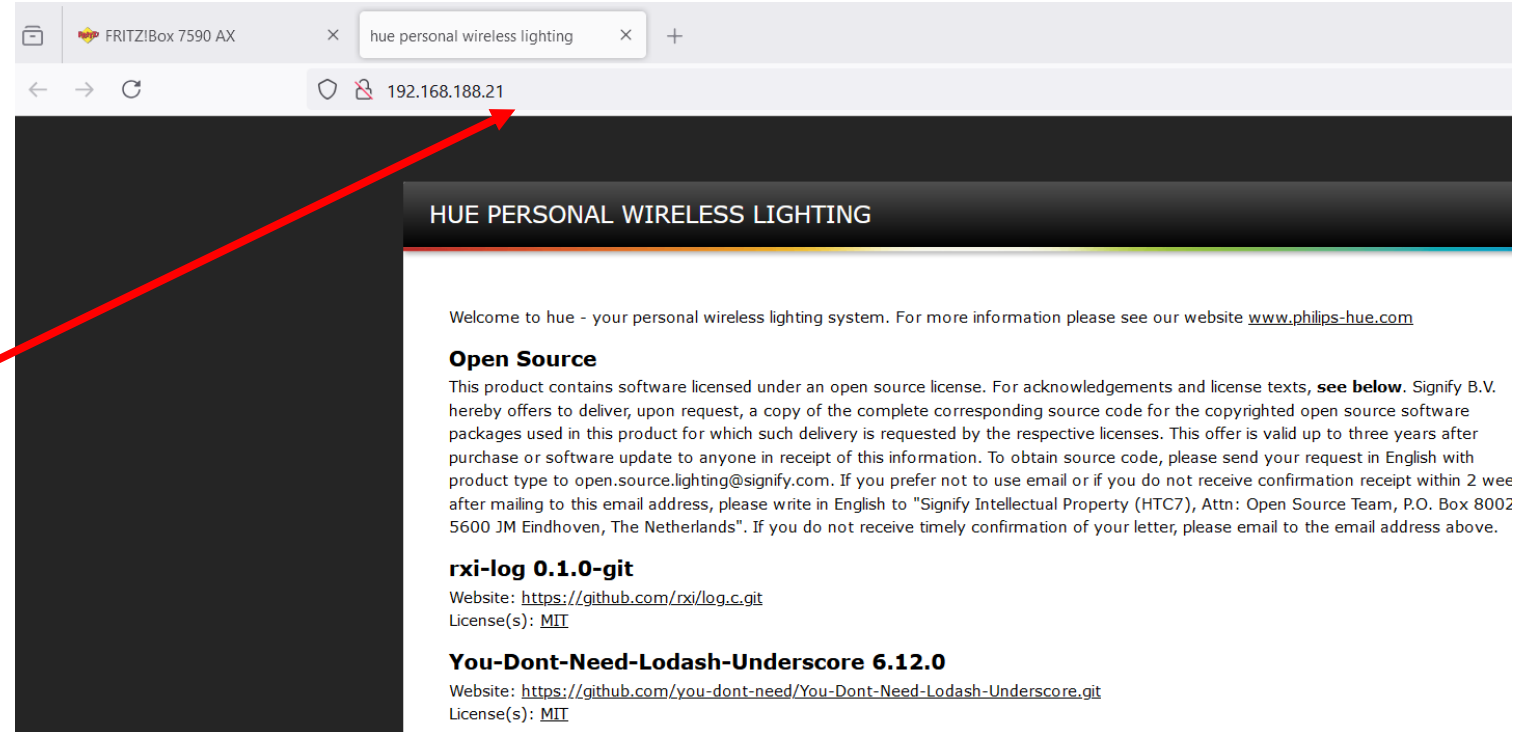 FRITZ!Box 7590 AX
hue personal wireless lighting
192.168.188.21
HUE PERSONAL WIRELESS LIGHTING
Welcome to hue - your personal wireless lighting system. For more information please see our website www.philips-hue.com
Open Source
This product contains software licensed under an open source license. For acknowledgements and license texts, see below. Signify B.V.
hereby offers to deliver, upon request, a copy of the complete corresponding source code for the copyrighted open source software
packages used in this product for which such delivery is requested by the respective licenses. This offer is valid up to three years after
purchase or software update to anyone in receipt of this information. To obtain source code, please send your request in English with
product type to open.source.lighting@signify.com. If you prefer not to use email or if you do not receive confirmation receipt within 2 wee
after mailing to this email address, please write in English to "Signify Intellectual Property (HTC7), Attn: Open Source Team, P.O. Box 8002
5600 JM Eindhoven, The Netherlands". If you do not receive timely confirmation of your letter, please email to the email address above.
rxi-log 0.1.0-git
Website: https://github.com/rxi/log.c.git
License(s): MIT
You-Dont-Need-Lodash-Underscore 6.12.0
Website: https://github.com/you-dont-need/You-Dont-Need-Lodash-Underscore.git
License(s): MIT